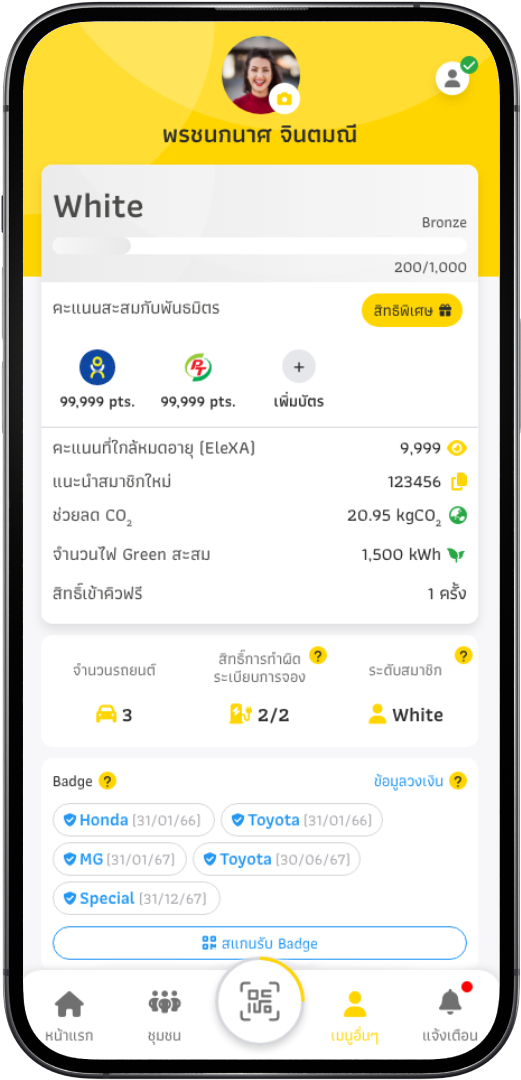 พรชนกนาศ จินตมณี
White
Bronze
200/1,000
คะแนนสะสมกับพันธมิตร
สิทธิพิเศษ
PT
99,999 pts.
99,999 pts.
เพิ่มบัตร
คะแนนที่ใกล้หมดอายุ (EleXA)
9,999
แนะนำสมาชิกใหม่
123456
ช่วยลด CO₂
20.95 kgCO₂
จำนวนไฟ Green สะสม
1,500 kWh
สิทธิ์เข้าคิวฟรี
1 ครั้ง
จำนวนรถยนต์
3
สิทธิ์การทำผิด ?
ระเบียบการจอง
2/2
?
ระดับสมาชิก
White
Badge ?
ข้อมูลวงเงิน ?
Honda (31/01/66)
Toyota (31/01/66)
MG (31/01/67)
Toyota (30/06/67)
Special (31/12/67)
สแกนรับ Badge
หน้าแรก
ชุมชน
เมนูอื่นๆ
แจ้งเตือน